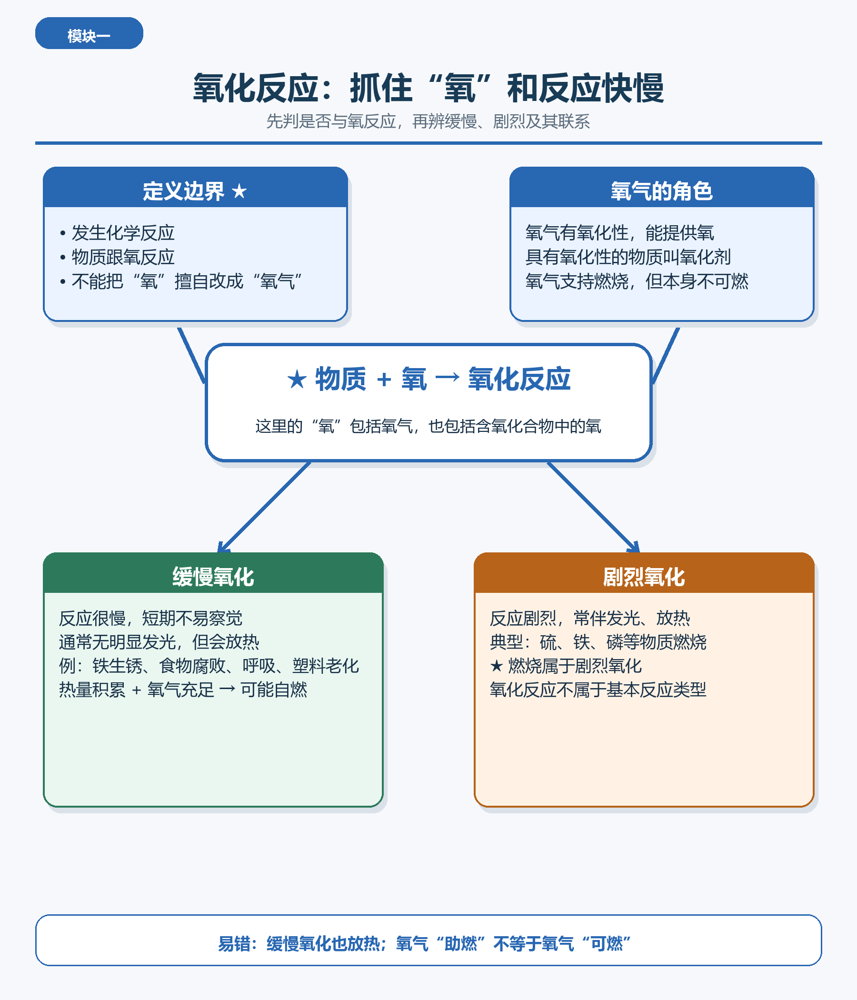 模块一
氧化反应：抓住“氧”和反应快慢
先判是否与氧反应，再辨缓慢、剧烈及其联系
定义边界 ★
• 发生化学反应
• 物质跟氧反应
• 不能把“氧”擅自改成“氧气”
氧气的角色
氧气有氧化性，能提供氧
具有氧化性的物质叫氧化剂
氧气支持燃烧，但本身不可燃
★ 物质 + 氧 → 氧化反应
这里的“氧”包括氧气，也包括含氧化合物中的氧
缓慢氧化
反应很慢，短期不易察觉
通常无明显发光，但会放热
例：铁生锈、食物腐败、呼吸、塑料老化
热量积累 + 氧气充足 → 可能自燃
剧烈氧化
反应剧烈，常伴发光、放热
典型：硫、铁、磷等物质燃烧
★ 燃烧属于剧烈氧化
氧化反应不属于基本反应类型
易错：缓慢氧化也放热；氧气“助燃”不等于氧气“可燃”